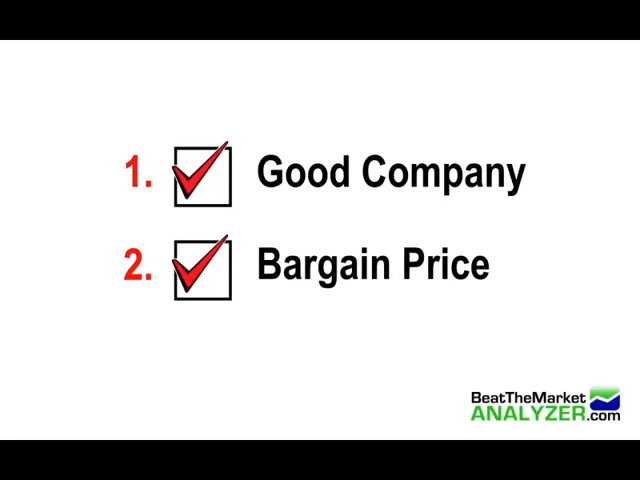 1. Good Company
2. Bargain Price
BeatTheMarket
ANALYZER.com